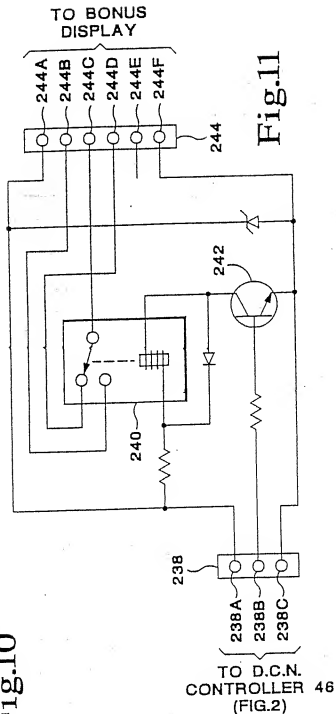 TO BONUS
DISPLAY
244A
244B
244C
244D
244E
244F
244
Fig.11
242
240
238
238A
238B
238C
TO D.C.N.
CONTROLLER 46
(FIG.2)